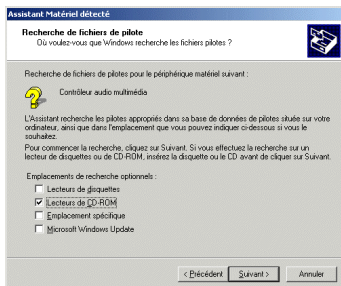 Assistant Matériel détecté
Recherche de fichiers de pilote
Où voulez-vous que Windows recherche les fichiers pilotes ?
Recherche de fichiers de pilotes pour le périphérique matériel suivant :
Contrôleur audio multimédia
L'Assistant recherche les pilotes appropriés dans sa base de données de pilotes située sur votre
ordinateur, ainsi que dans l'emplacement que vous pouvez indiquer ci-dessous si vous le
souhaitez.
Pour commencer la recherche, cliquez sur Suivant. Si vous effectuez la recherche sur un
lecteur de disquettes ou de CD-ROM, insérez la disquette ou le CD avant de cliquer sur Suivant.
Emplacements de recherche optionnels :
Lecteurs de disquettes
Lecteurs de CD-ROM
Emplacement spécifique
Microsoft Windows Update
< Précédent
Suivant >
Annuler